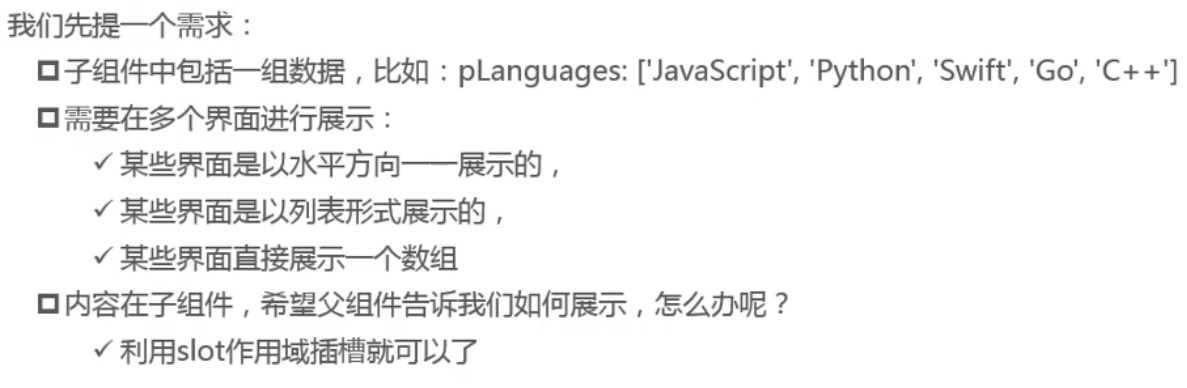 我们先提一个需求：
子组件中包括一组数据，比如：pLanguages: ['JavaScript', 'Python', 'Swift', 'Go', 'C++']
需要在多个界面进行展示：
✓ 某些界面是以水平方向一一展示的，
✓ 某些界面是以列表形式展示的，
✓ 某些界面直接展示一个数组
内容在子组件，希望父组件告诉我们如何展示，怎么办呢？
✓ 利用slot作用域插槽就可以了